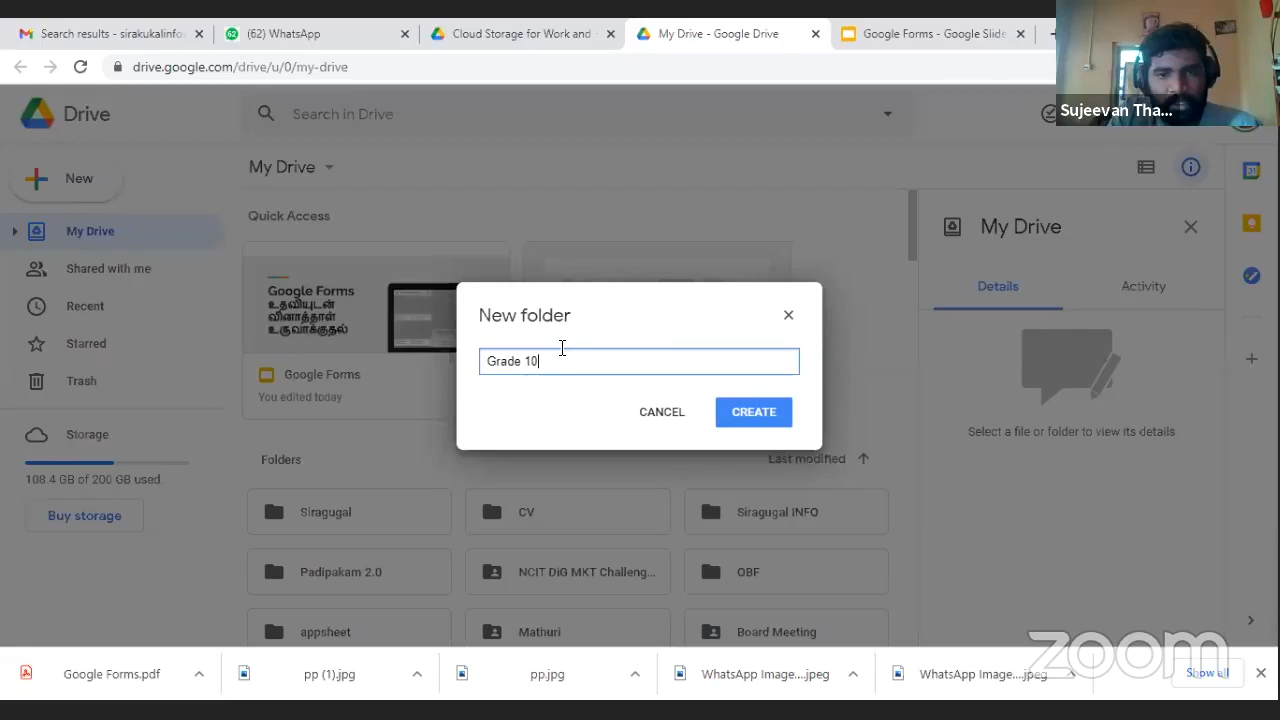 Search results - sirakukalinfo
(62) WhatsApp
Cloud Storage for Work and
My Drive - Google Drive
Google Forms - Google Slide
drive.google.com/drive/u/0/my-drive
Sujeevan Tha...
Drive
Search in Drive
New
My Drive
Quick Access
My Drive
My Drive
Shared with me
Recent
Starred
Trash
Storage
108.4 GB of 200 GB used
Buy storage
Google Forms
உதவியுடன்
வினாத்தாள்
உருவாக்குதல்
Google Forms
You edited today
New folder
Grade 10
CANCEL
CREATE
Details
Activity
Select a file or folder to view its details
Folders
Last modified
Siragugal
CV
Siragugal INFO
Padipakam 2.0
NCIT DiG MKT Challeng...
OBF
appsheet
Mathuri
Board Meeting
zoom
Google Forms.pdf
pp (1).jpg
pp.jpg
WhatsApp Image....jpeg
WhatsApp Image....jpeg
Show all